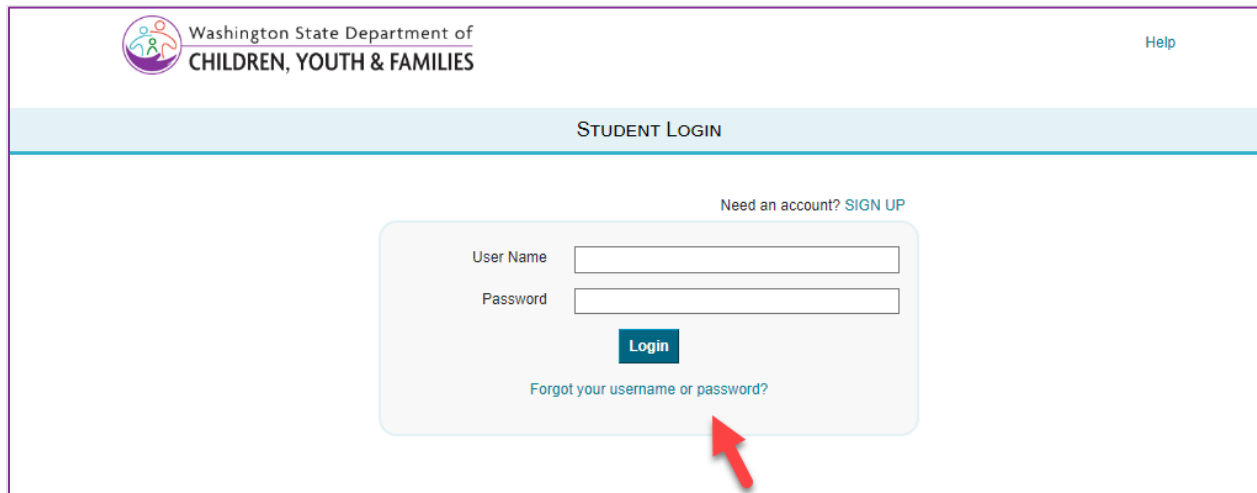 Washington State Department of
CHILDREN, YOUTH & FAMILIES
Help
STUDENT LOGIN
Need an account? SIGN UP
User Name
Password
Login
Forgot your username or password?